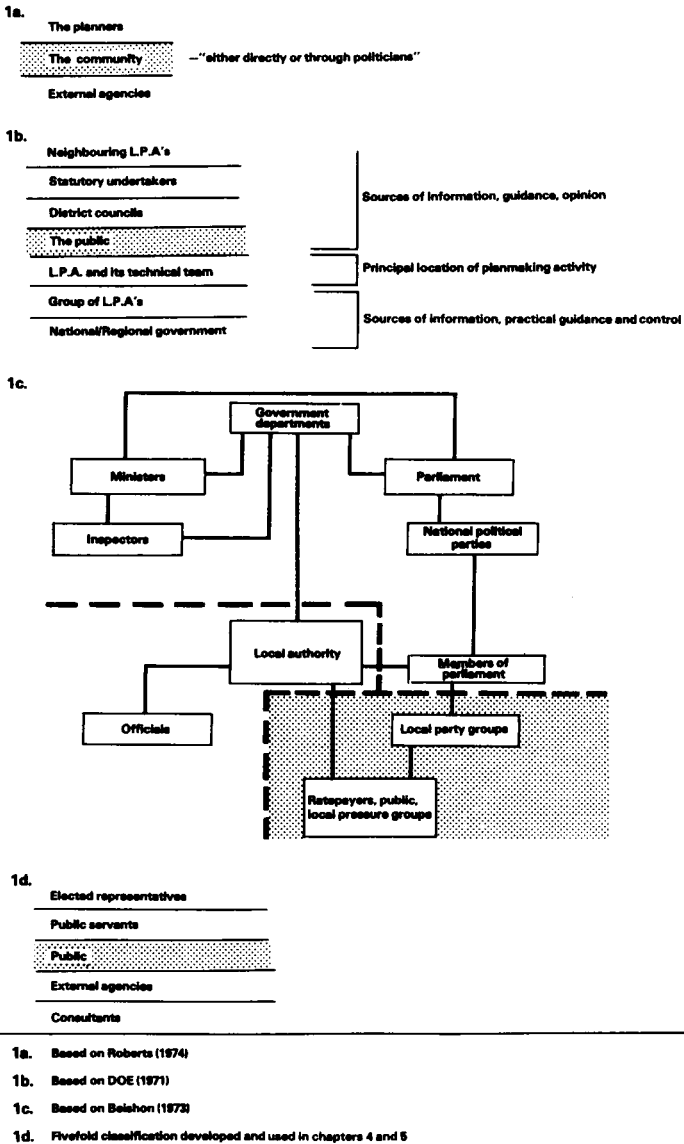 1a.
The planners
The community –"either directly or through politicians"
External agencies
1b.
Neighbouring L.P.A's
Statutory undertakers
District councils
Sources of information, guidance, opinion
The public
L.P.A. and its technical team
Principal location of planmaking activity
Group of L.P.A's
National/Regional government
Sources of information, practical guidance and control
1c.
Government
departments
Ministers
Parliament
Inspectors
National political
parties
Local authority
Members of
parliament
Officials
Local party groups
Ratepayers, public,
local pressure groups
1d.
Elected representatives
Public servants
Public
External agencies
Consultants
1a. Based on Roberts (1974)
1b. Based on DOE (1971)
1c. Based on Beishon (1973)
1d. Fivefold classification developed and used in chapters 4 and 5